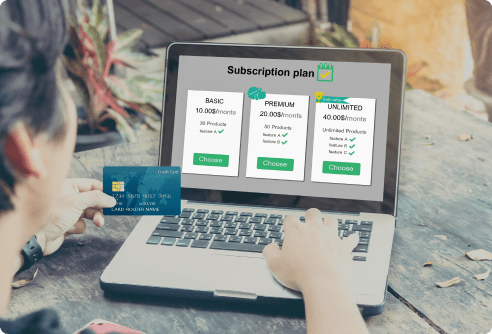 Subscription plan
BASIC
10.00$/monts
30 Products
feature A
Choose
PREMIUM
20.00$/monts
50 Products
feature A
feature B
Choose
UNLIMITED
40.00$/monts
Unlimited Products
feature A
feature B
feature C
Choose
Credit Card
CARD HOLDER NAME